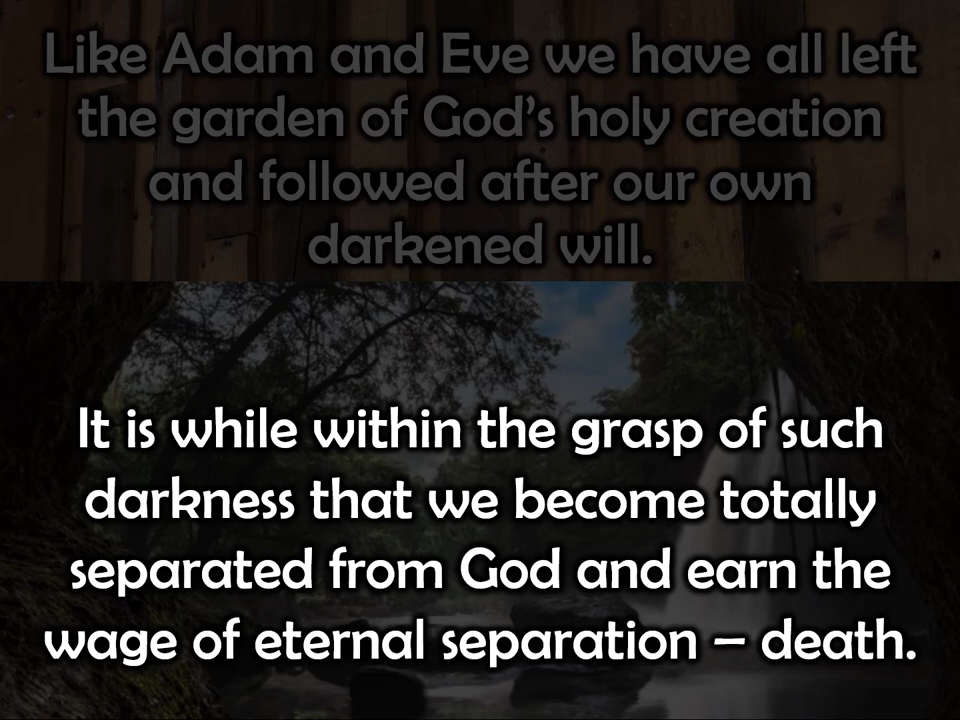 Like Adam and Eve we have all left
the garden of God’s holy creation
and followed after our own
darkened will.
It is while within the grasp of such
darkness that we become totally
separated from God and earn the
wage of eternal separation – death.